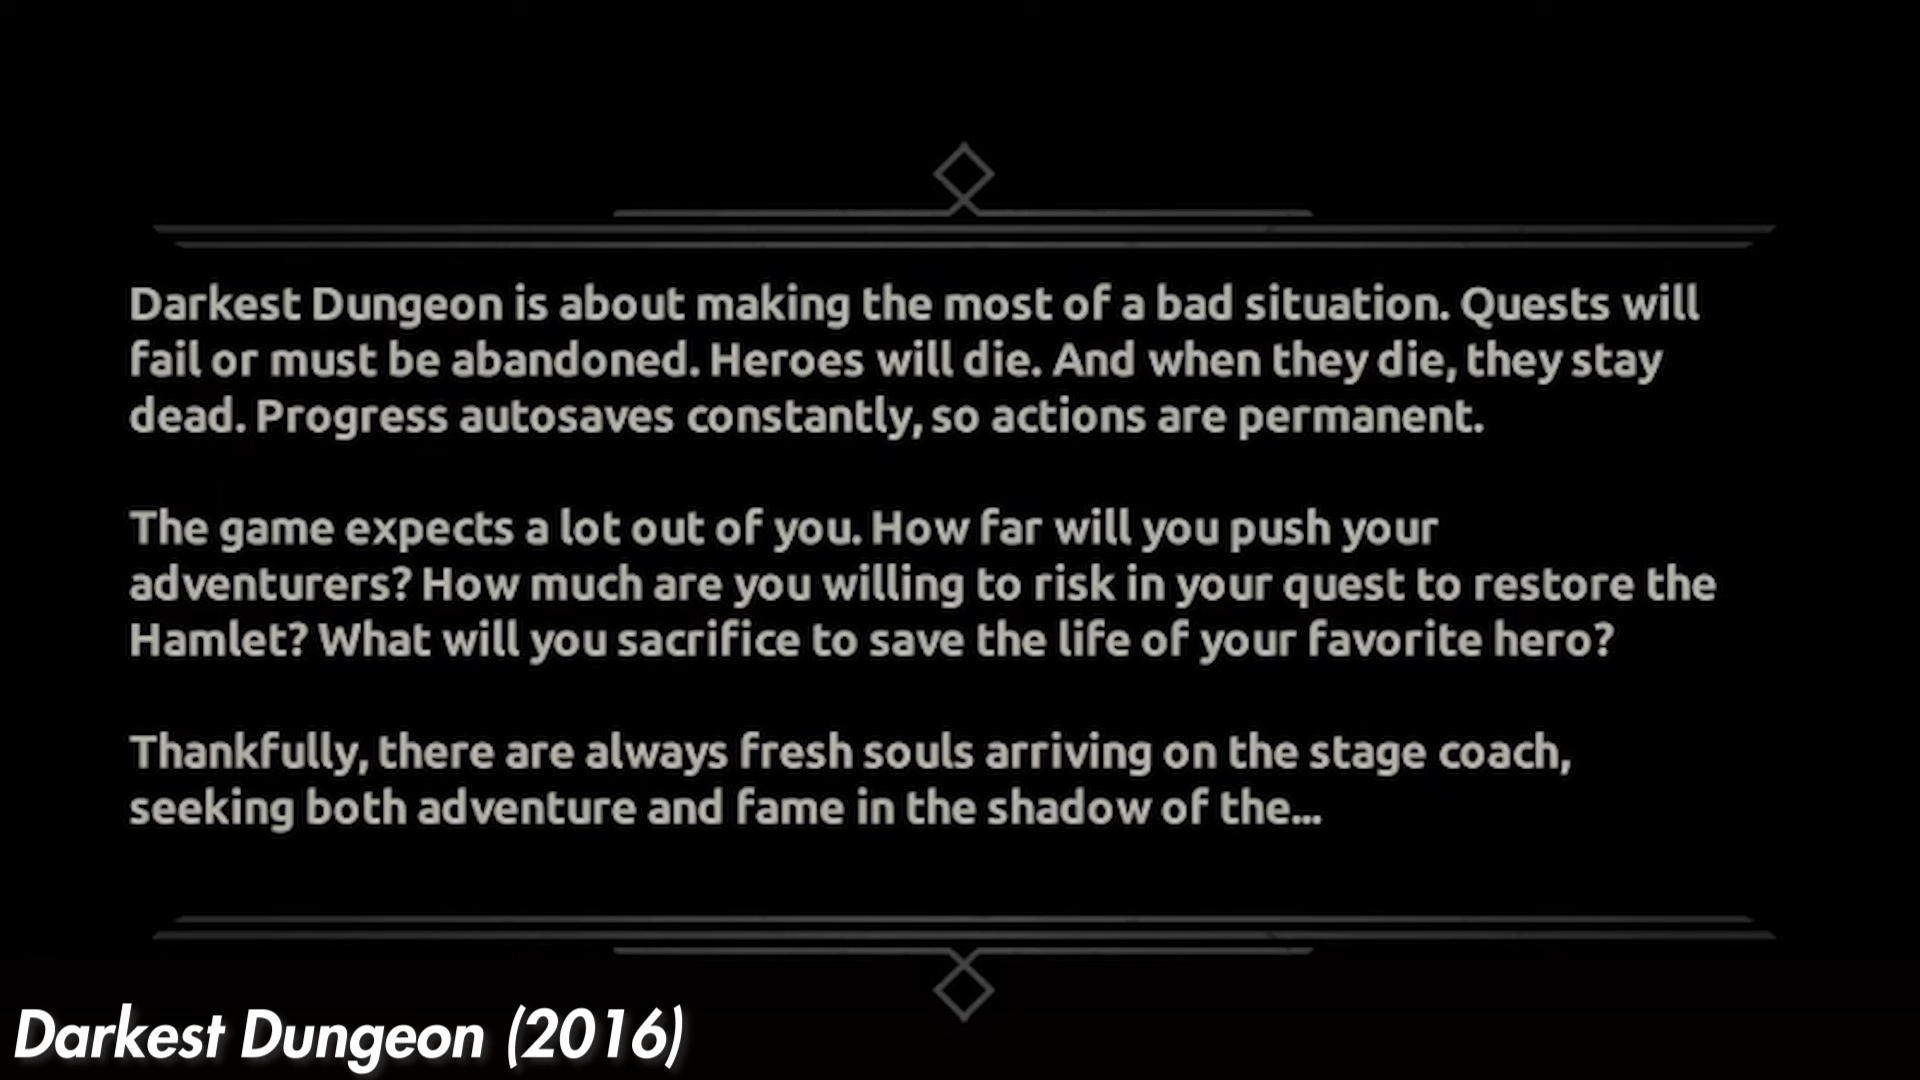 Darkest Dungeon is about making the most of a bad situation. Quests will
fail or must be abandoned. Heroes will die. And when they die, they stay
dead. Progress autosaves constantly, so actions are permanent.
The game expects a lot out of you. How far will you push your
adventurers? How much are you willing to risk in your quest to restore the
Hamlet? What will you sacrifice to save the life of your favorite hero?
Thankfully, there are always fresh souls arriving on the stage coach,
seeking both adventure and fame in the shadow of the...
Darkest Dungeon (2016)